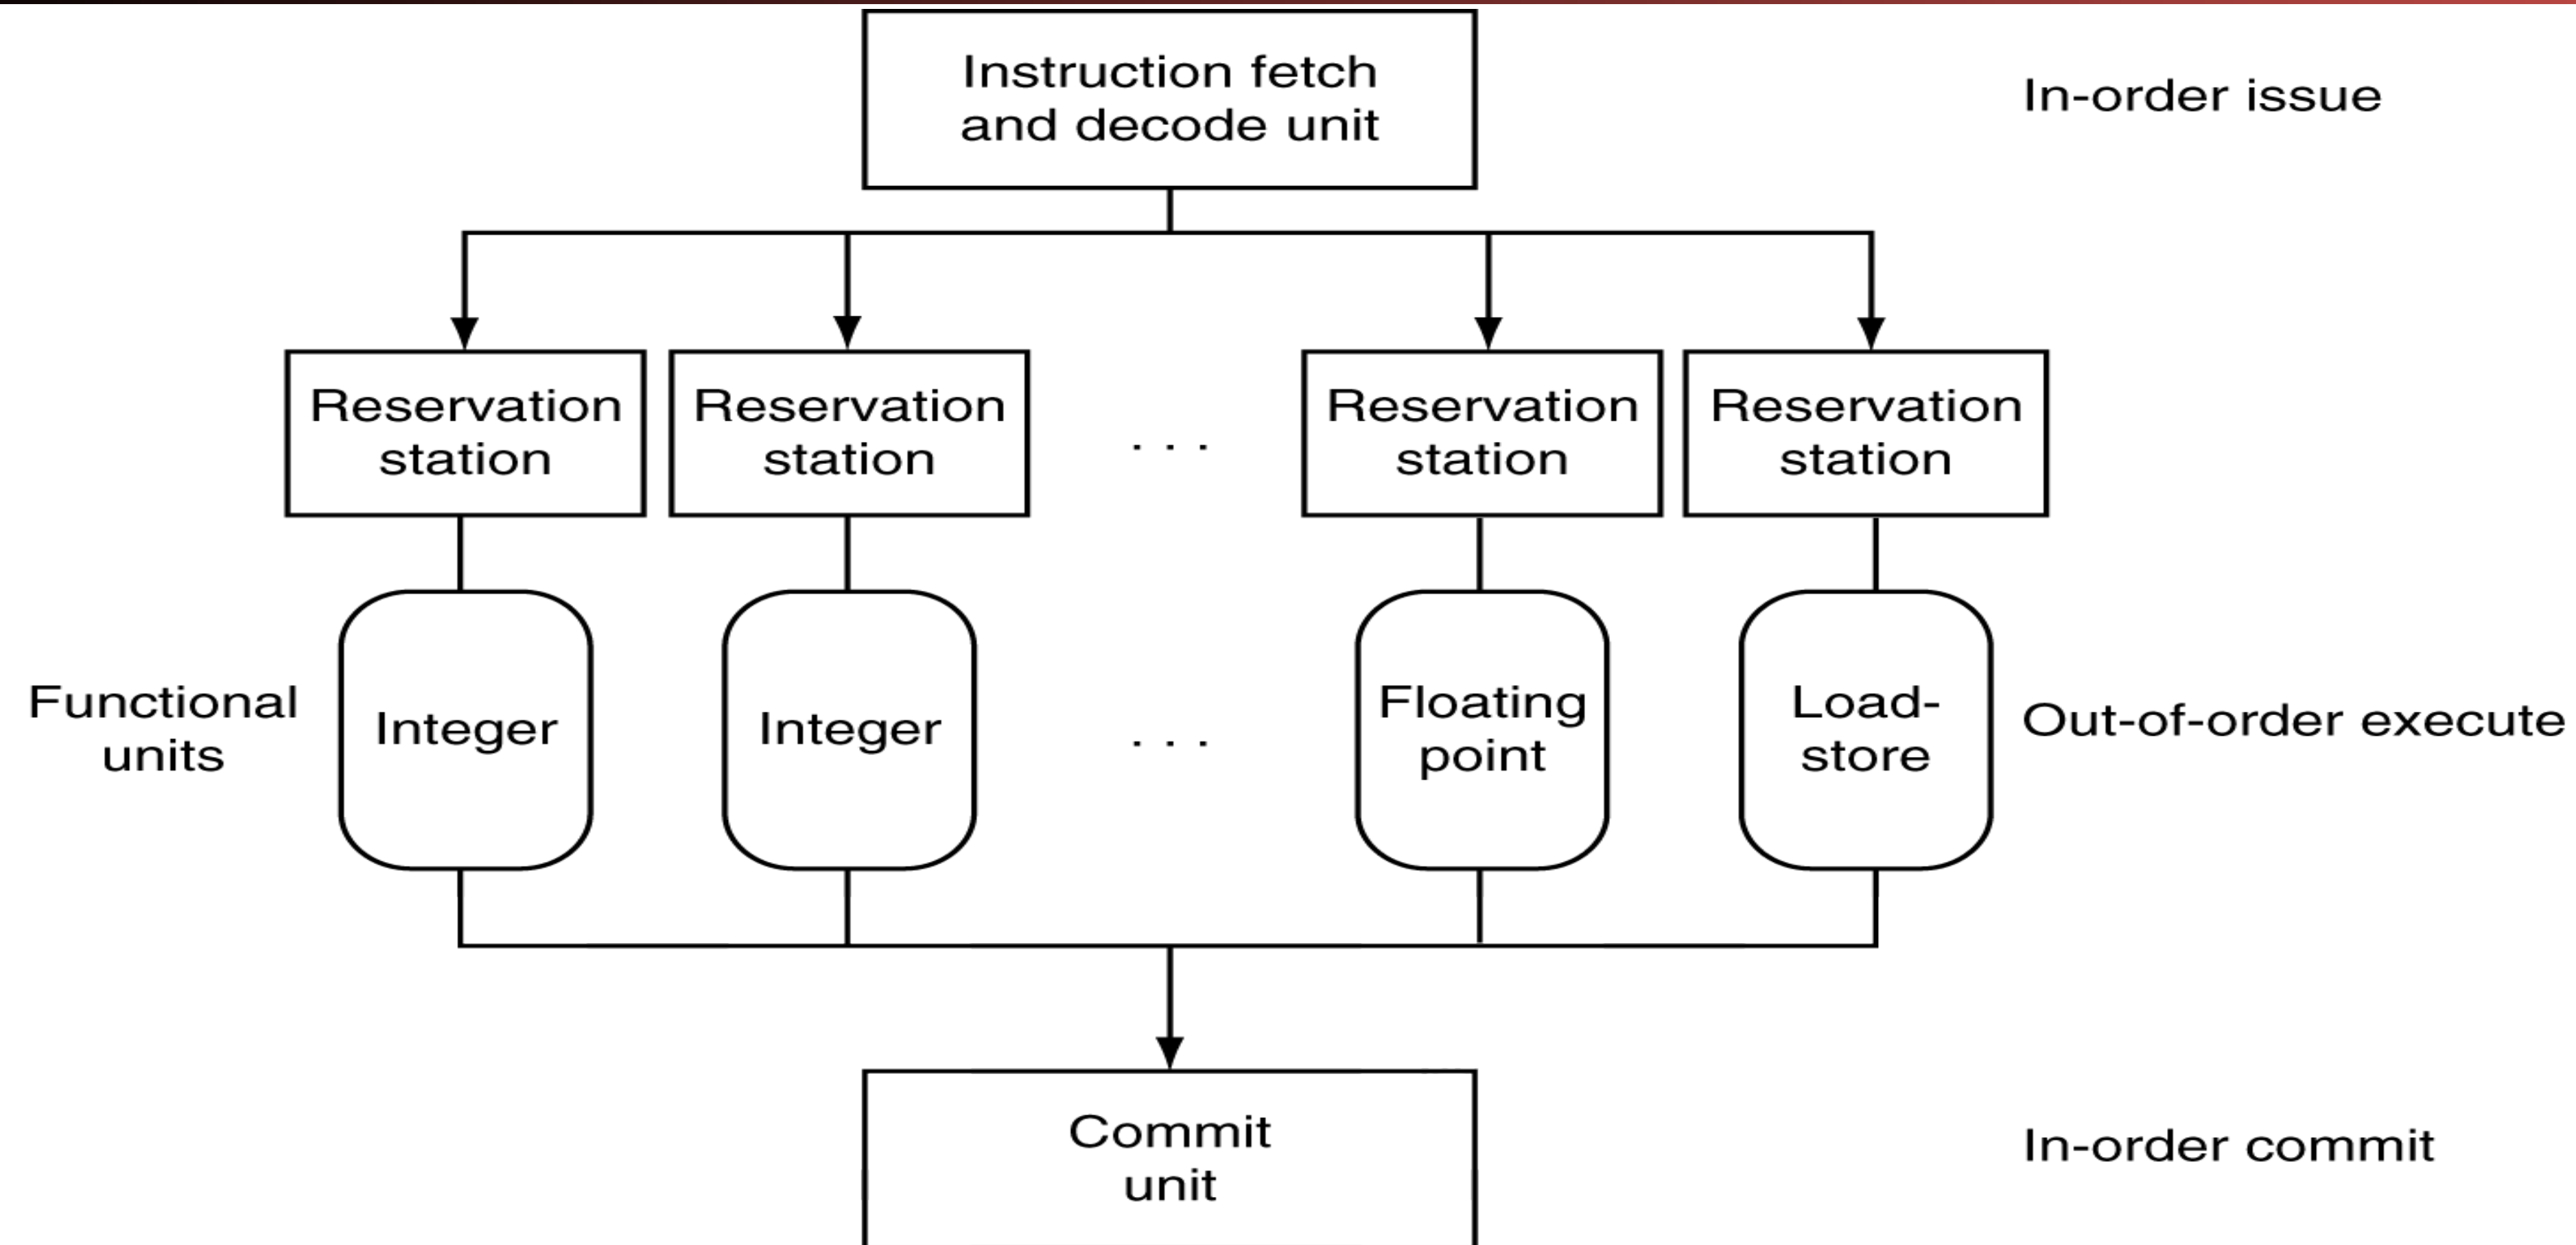 Instruction fetch
and decode unit
In-order issue
Reservation
station
Reservation
station
. . .
Reservation
station
Reservation
station
Functional
units
Integer
Integer
. . .
Floating
point
Load-
store
Out-of-order execute
Commit
unit
In-order commit